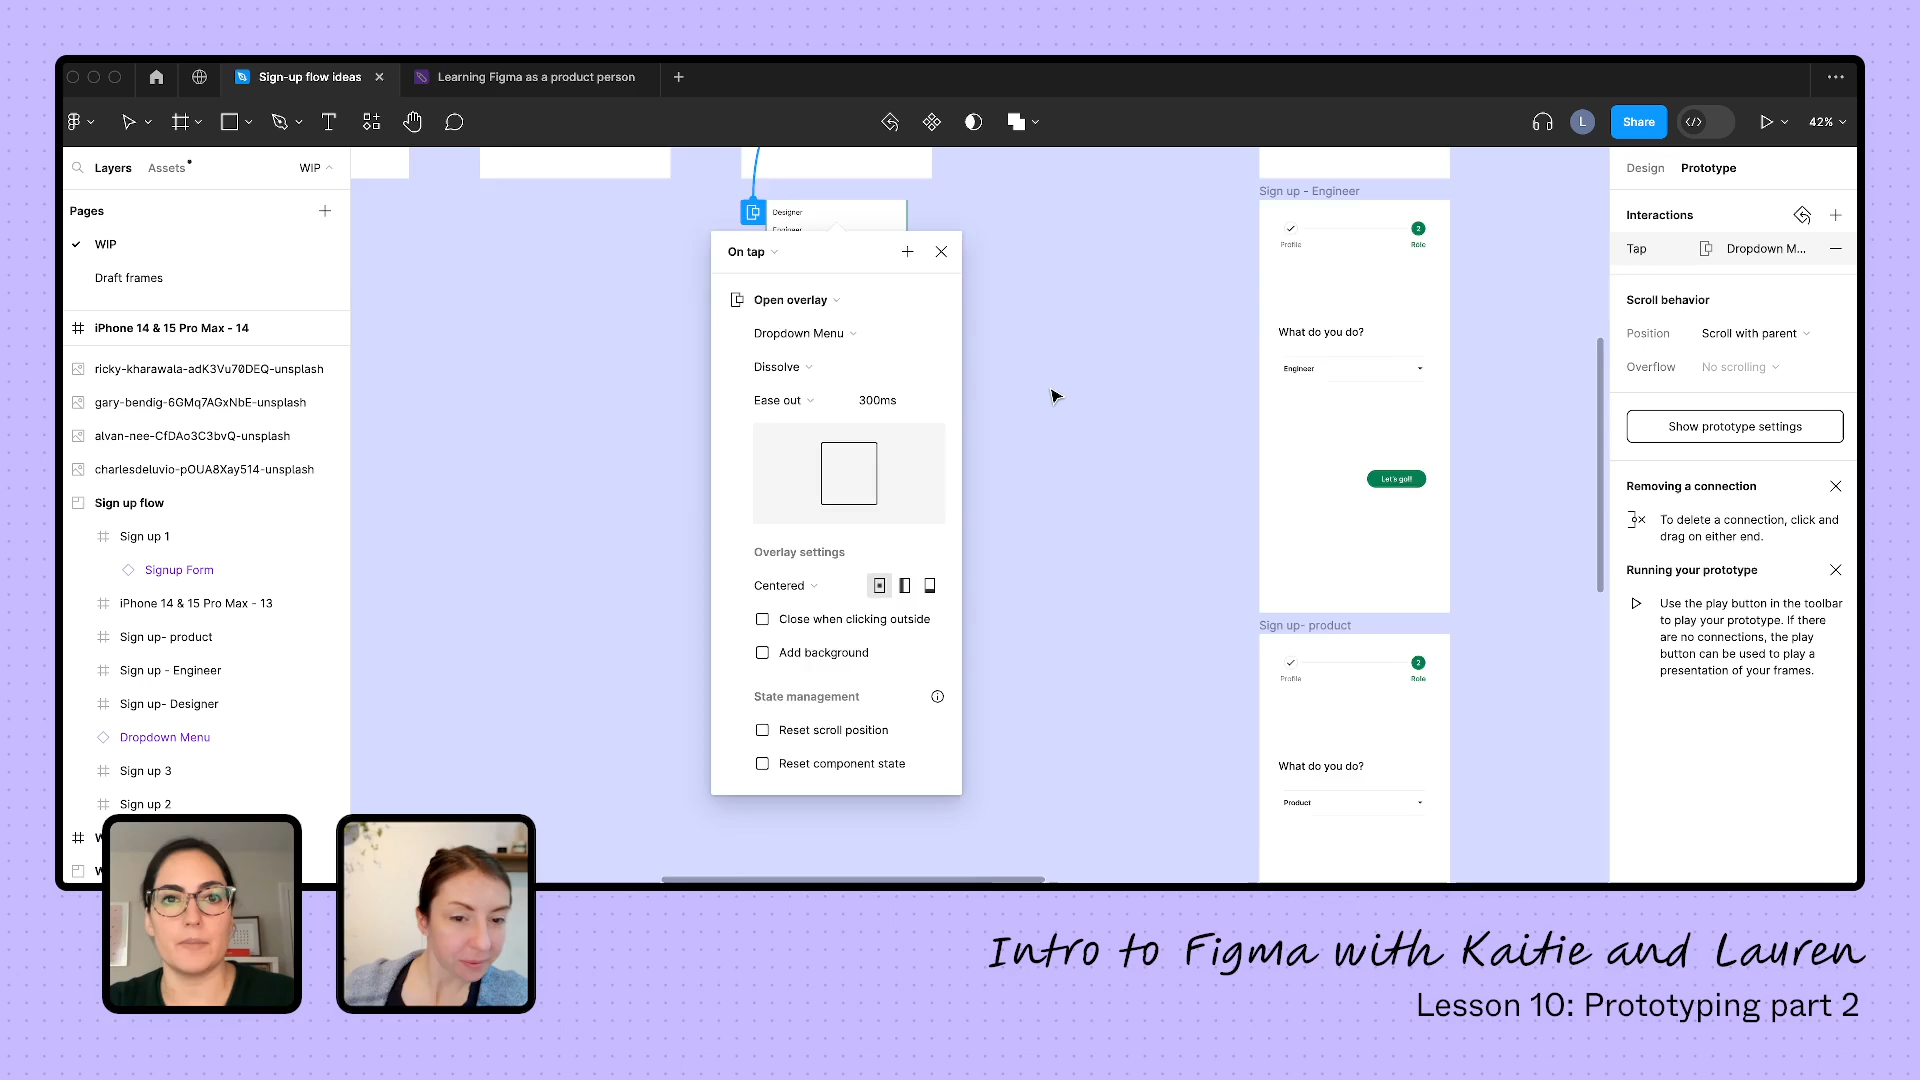 Sign-up flow ideas
Learning Figma as a product person
L
Share
42%
Layers
Assets
WIP
Pages
WIP
Draft frames
iPhone 14 & 15 Pro Max - 14
ricky-kharawala-adK3Vu70DEQ-unsplash
gary-bendig-6GMq7AGxNbE-unsplash
alvan-nee-CfDAo3C3bvQ-unsplash
charlesdeluvio-pOUA8Xay514-unsplash
Sign up flow
Sign up 1
Signup Form
iPhone 14 & 15 Pro Max - 13
Sign up- product
Sign up - Engineer
Sign up- Designer
Dropdown Menu
Sign up 3
Sign up 2
Designer
Engineer
On tap
Open overlay
Dropdown Menu
Dissolve
Ease out 300ms
Overlay settings
Centered
Close when clicking outside
Add background
State management
Reset scroll position
Reset component state
Sign up - Engineer
2
Profile
Role
What do you do?
Engineer
Let's go!!
Sign up- product
2
Profile
Role
What do you do?
Product
Design
Prototype
Interactions
Tap
Dropdown M...
Scroll behavior
Position
Scroll with parent
Overflow
No scrolling
Show prototype settings
Removing a connection
To delete a connection, click and
drag on either end.
Running your prototype
Use the play button in the toolbar
to play your prototype. If there
are no connections, the play
button can be used to play a
presentation of your frames.
Intro to Figma with Kaitie and Lauren
Lesson 10: Prototyping part 2